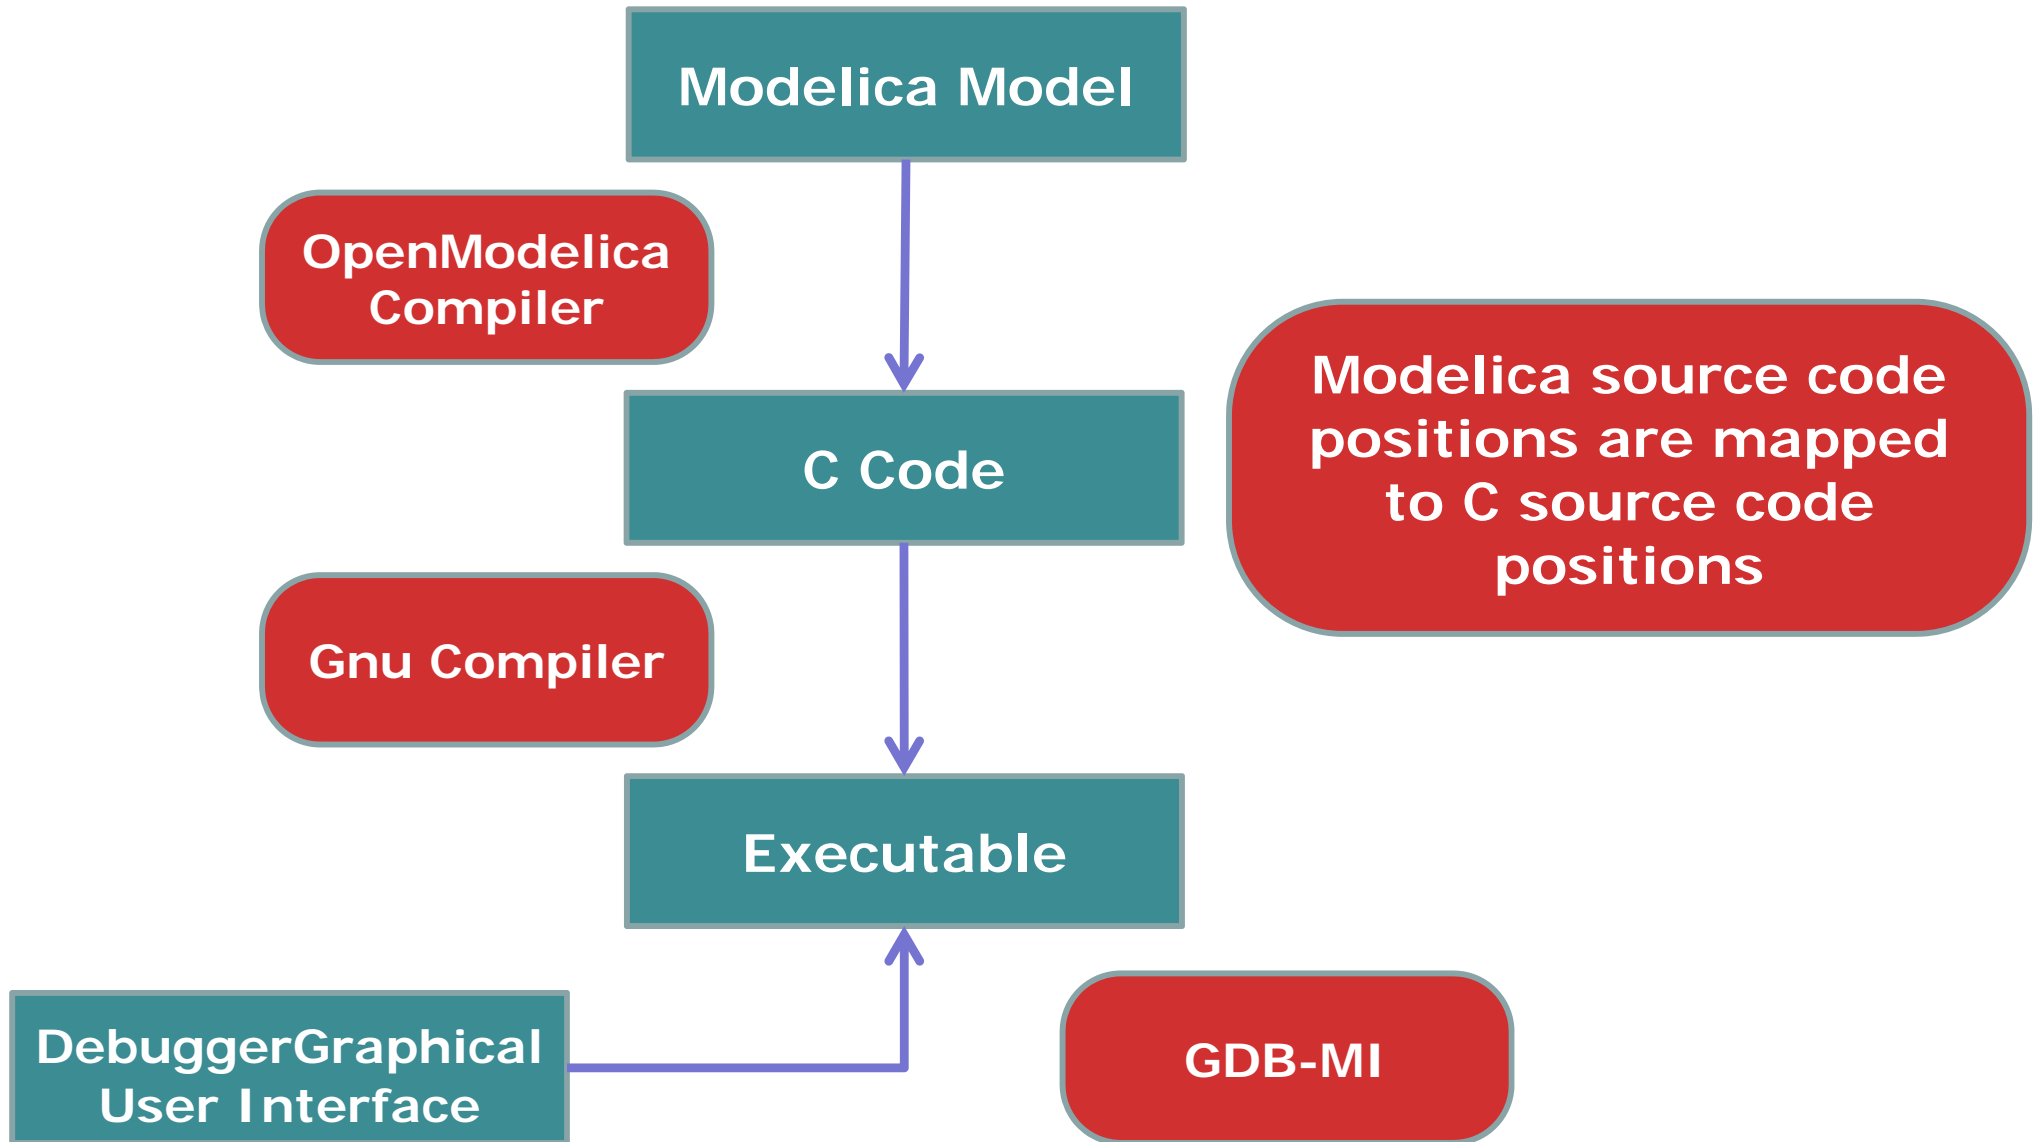 Modelica Model
OpenModelica
Compiler
Modelica source code
positions are mapped
to C source code
positions
C Code
Gnu Compiler
Executable
DebuggerGraphical
User Interface
GDB-MI